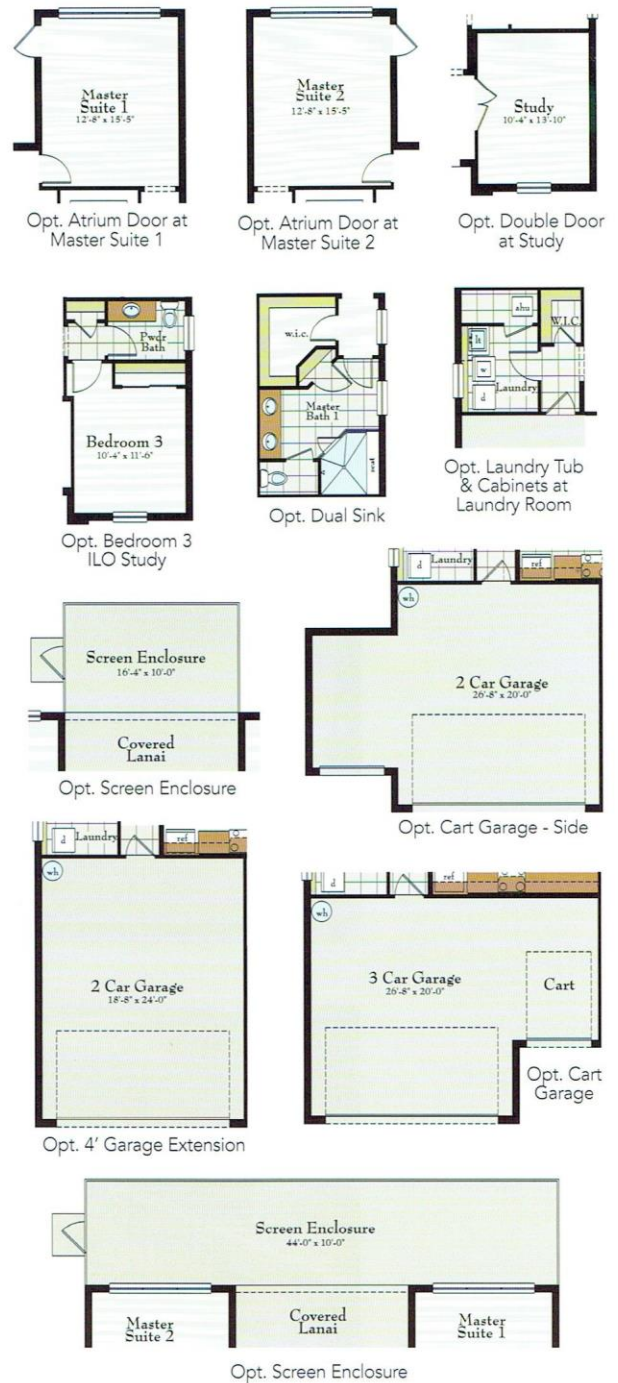 Master
Suite 1
12'-8" x 15'-5"
Opt. Atrium Door at
Master Suite 1
Master
Suite 2
12'-8" x 15'-5"
Opt. Atrium Door at
Master Suite 2
Study
10'-4" x 13'-10"
Opt. Double Door
at Study
Pwdr
Bath
Bedroom 3
10'-4" x 11'-6"
Opt. Bedroom 3
ILO Study
w.i.c.
Master
Bath 1
seat
Opt. Dual Sink
ahu
W.I.C.
lt
w
d
Laundry
Opt. Laundry Tub
& Cabinets at
Laundry Room
Screen Enclosure
16'-4" x 10'-0"
Covered
Lanai
Opt. Screen Enclosure
d
Laundry
ref
wh
2 Car Garage
26'-8" x 20'-0"
Opt. Cart Garage - Side
d
Laundry
ref
wh
2 Car Garage
18'-8" x 24'-0"
Opt. 4' Garage Extension
d
ref
wh
3 Car Garage
26'-8" x 20'-0"
Cart
Opt. Cart
Garage
Screen Enclosure
44'-0" x 10'-0"
Master
Suite 2
Covered
Lanai
Master
Suite 1
Opt. Screen Enclosure